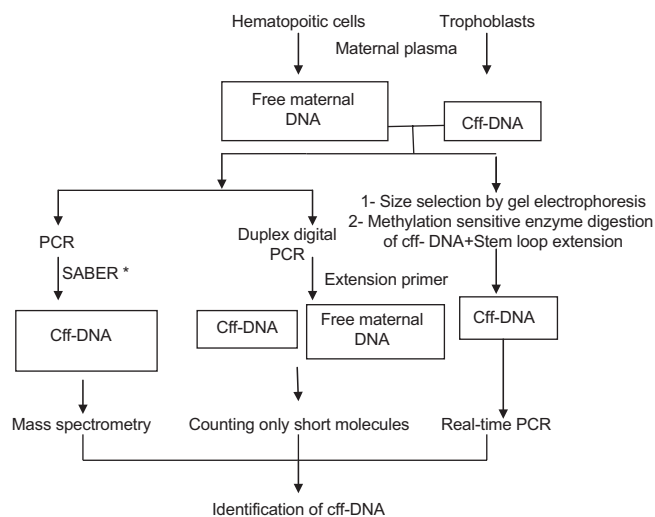 Hematopoitic cells
Trophoblasts
Maternal plasma
Free maternal
DNA
Cff-DNA
1- Size selection by gel electrophoresis
2- Methylation sensitive enzyme digestion
of cff- DNA+Stem loop extension
PCR
Duplex digital
PCR
SABER *
Extension primer
Cff-DNA
Cff-DNA
Free maternal
DNA
Cff-DNA
Mass spectrometry
Counting only short molecules
Real-time PCR
Identification of cff-DNA